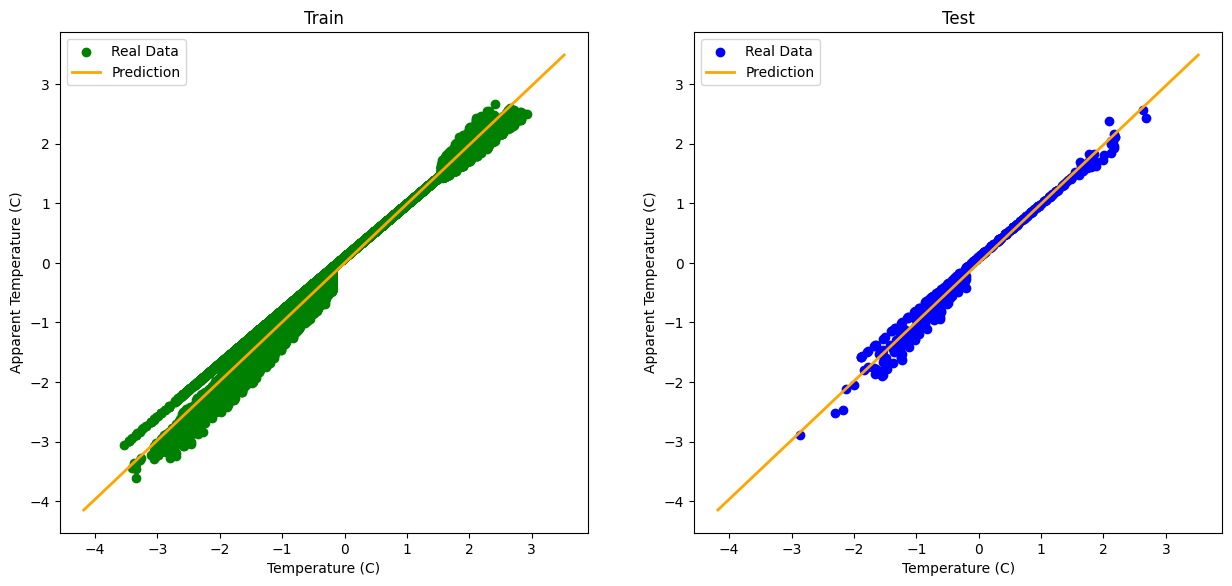 Train
Real Data
Prediction
3
2
1
0
−1
−2
−3
−4
Apparent Temperature (C)
−4 −3 −2 −1 0 1 2 3
Temperature (C)
Test
Real Data
Prediction
3
2
1
0
−1
−2
−3
−4
Apparent Temperature (C)
−4 −3 −2 −1 0 1 2 3
Temperature (C)